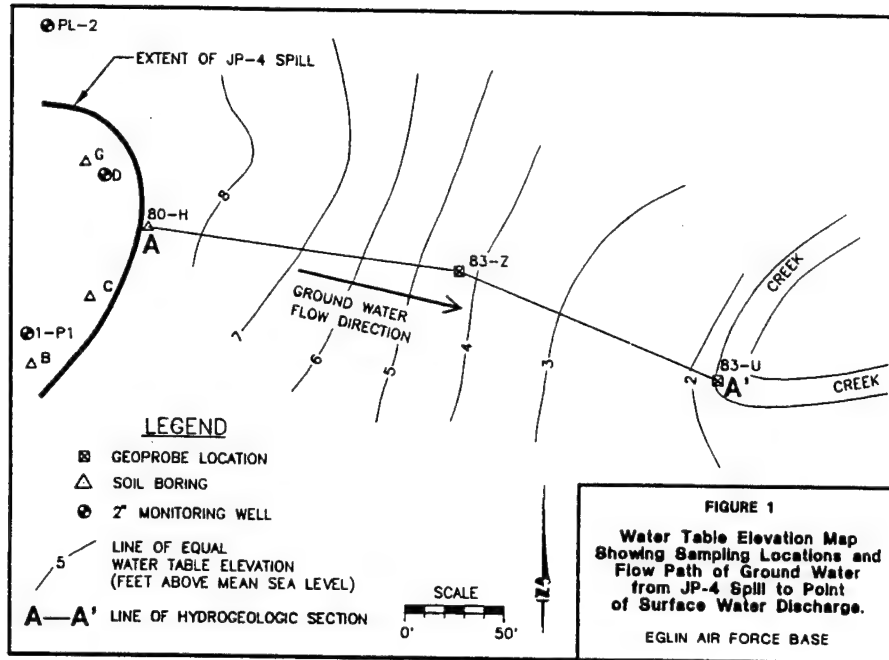 PL-2
EXTENT OF JP-4 SPILL
G
D
80-H
A
C
1-P1
B
8
7
6
5
4
3
2
83-Z
GROUND WATER
FLOW DIRECTION
CREEK
83-U
A'
CREEK
LEGEND
GEOPROBE LOCATION
SOIL BORING
2" MONITORING WELL
5
LINE OF EQUAL
WATER TABLE ELEVATION
(FEET ABOVE MEAN SEA LEVEL)
A—A' LINE OF HYDROGEOLOGIC SECTION
SCALE
0' 50'
N
FIGURE 1
Water Table Elevation Map
Showing Sampling Locations and
Flow Path of Ground Water
from JP-4 Spill to Point
of Surface Water Discharge.
EGLIN AIR FORCE BASE